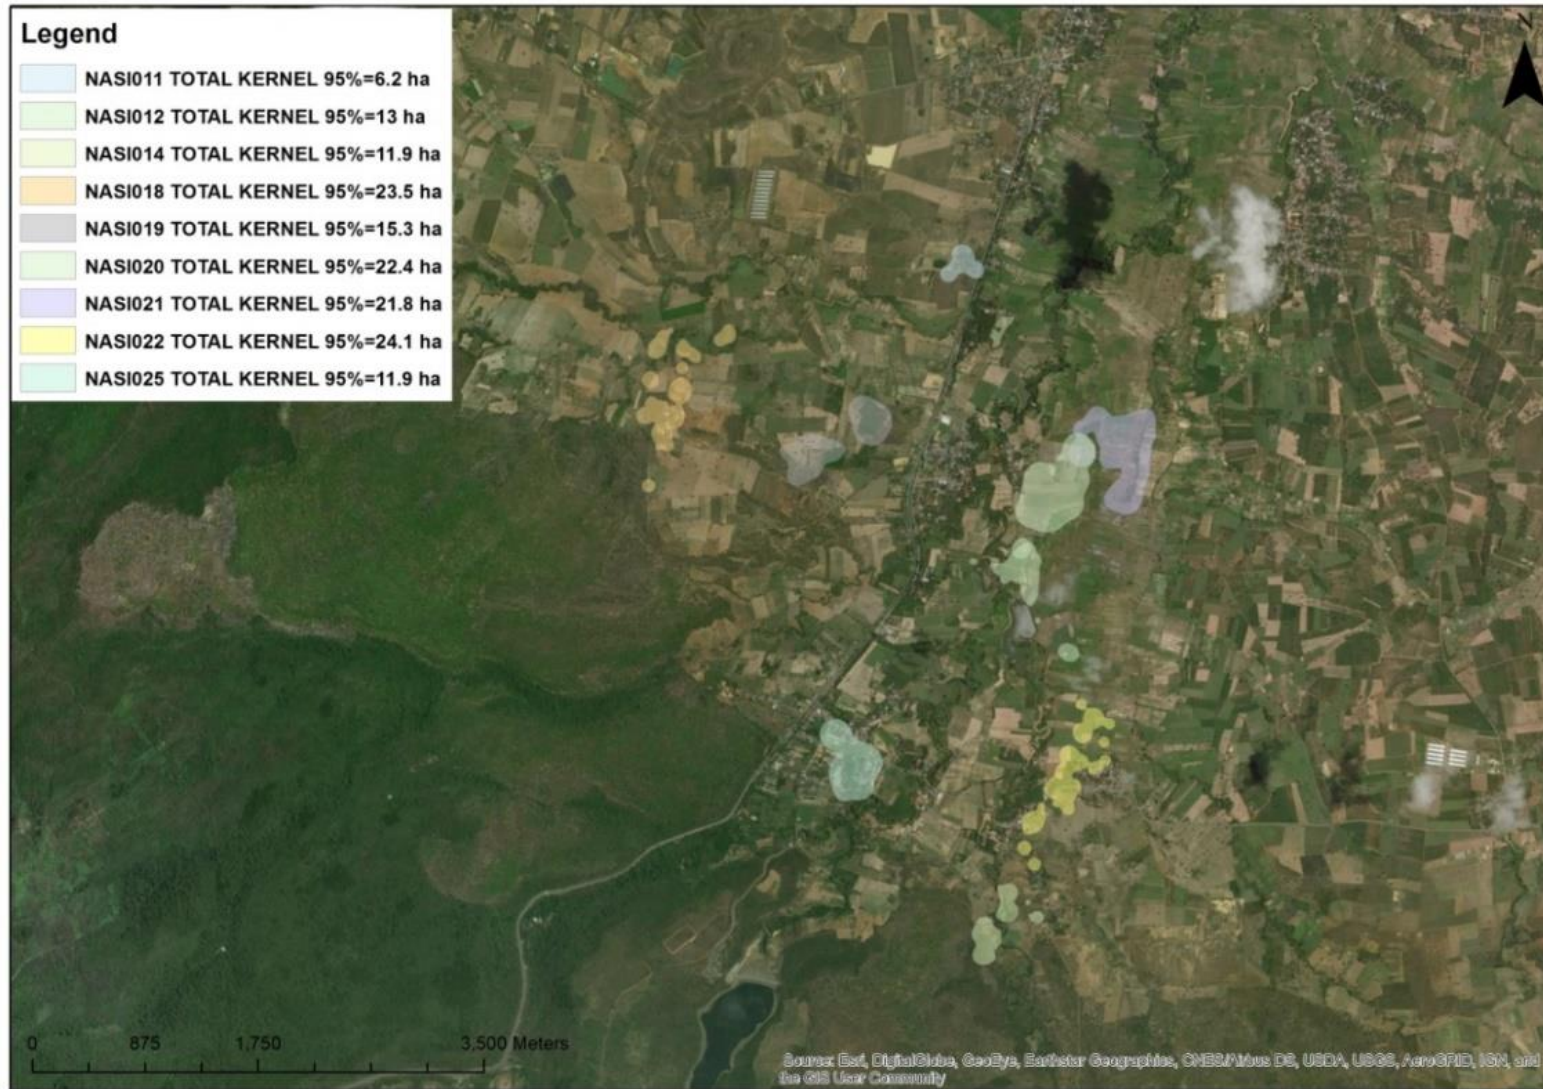 Legend
NASI011 TOTAL KERNEL 95%=6.2 ha
NASI012 TOTAL KERNEL 95%=13 ha
NASI014 TOTAL KERNEL 95%=11.9 ha
NASI018 TOTAL KERNEL 95%=23.5 ha
NASI019 TOTAL KERNEL 95%=15.3 ha
NASI020 TOTAL KERNEL 95%=22.4 ha
NASI021 TOTAL KERNEL 95%=21.8 ha
NASI022 TOTAL KERNEL 95%=24.1 ha
NASI025 TOTAL KERNEL 95%=11.9 ha
N
0 875 1,750 3,500 Meters
Source: Esri, DigitalGlobe, GeoEye, Earthstar Geographics, CNES/Airbus DS, USDA, USGS, AeroGRID, IGN, and
the GIS User Community